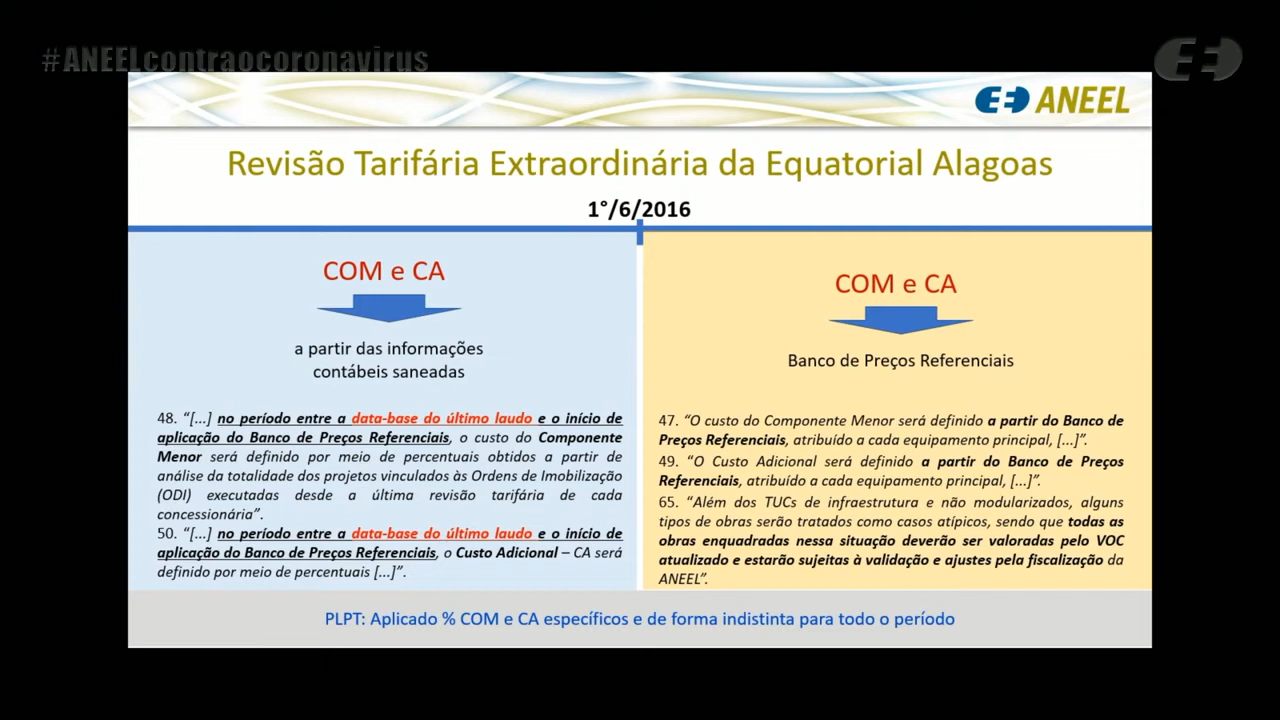 #ANEELcontraocoronavirus
ANEEL
Revisão Tarifária Extraordinária da Equatorial Alagoas
1°/6/2016
COM e CA
a partir das informações
contábeis saneadas
48. “[...] no período entre a data-base do último laudo e o início de
aplicação do Banco de Preços Referenciais, o custo do Componente
Menor será definido por meio de percentuais obtidos a partir de
análise da totalidade dos projetos vinculados às Ordens de Imobilização
(ODI) executadas desde a última revisão tarifária de cada
concessionária”.
50. “[...] no período entre a data-base do último laudo e o início de
aplicação do Banco de Preços Referenciais, o Custo Adicional – CA será
definido por meio de percentuais [...]”.
COM e CA
Banco de Preços Referenciais
47. “O custo do Componente Menor será definido a partir do Banco de
Preços Referenciais, atribuído a cada equipamento principal, [...]”.
49. “O Custo Adicional será definido a partir do Banco de Preços
Referenciais, atribuído a cada equipamento principal, [...]”.
65. “Além dos TUCs de infraestrutura e não modularizados, alguns
tipos de obras serão tratados como casos atípicos, sendo que todas as
obras enquadradas nessa situação deverão ser valoradas pelo VOC
atualizado e estarão sujeitas à validação e ajustes pela fiscalização da
ANEEL”.
PLPT: Aplicado % COM e CA específicos e de forma indistinta para todo o período